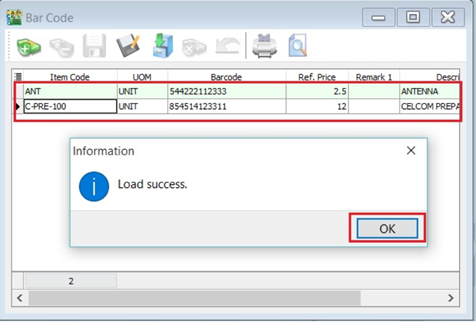 Bar Code
Item Code UOM Barcode Ref. Price Remark 1 Descri
ANT UNIT 544222112333 2.5 ANTENNA
C-PRE-100 UNIT 854514123311 12 CELCOM PREPA
Information
Load success.
OK
2